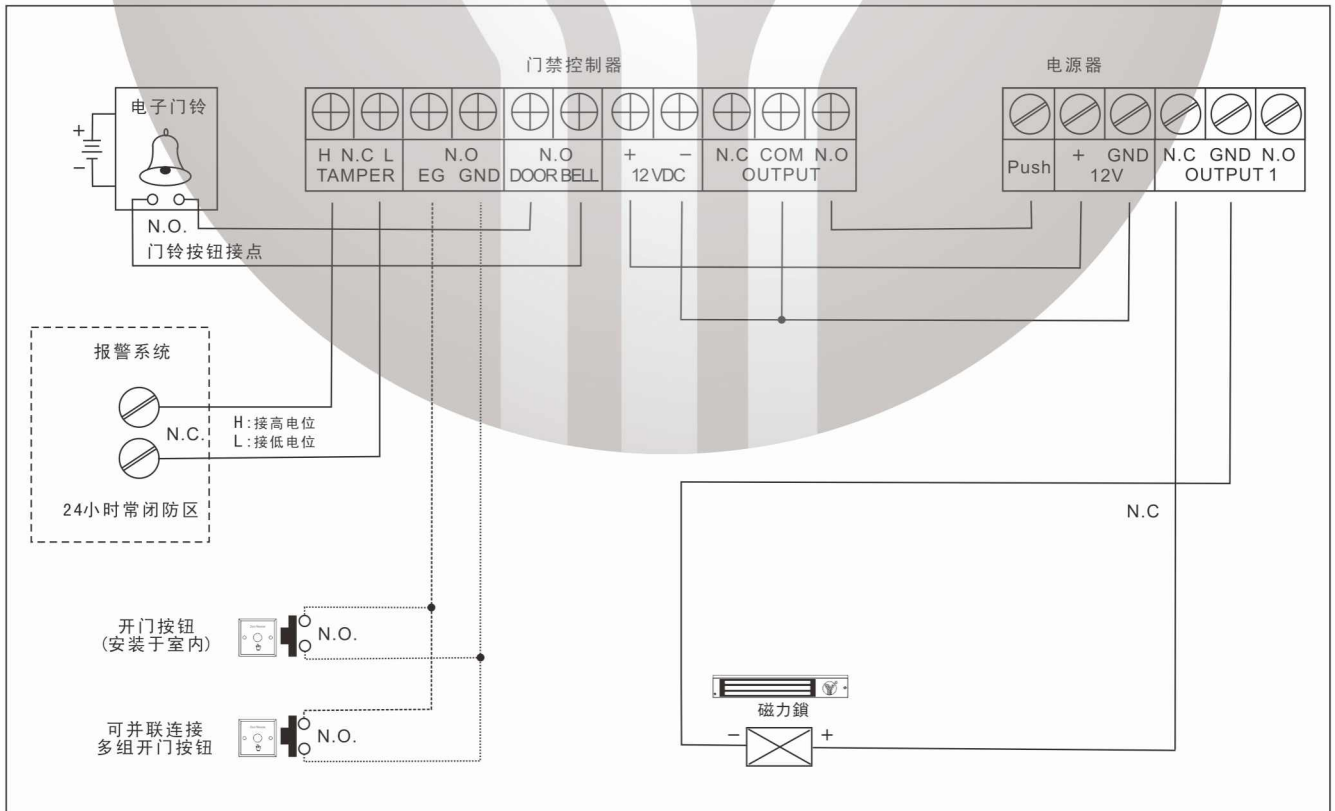 门禁控制器
电源器
电子门铃
+
−
H N.C L
TAMPER
N.O
EG GND
N.O
DOOR BELL
+ −
12 VDC
N.C COM N.O
OUTPUT
Push
+ GND
12V
N.C GND N.O
OUTPUT 1
N.O.
门铃按钮接点
报警系统
N.C.
H:接高电位
L:接低电位
24小时常闭防区
N.C
开门按钮
(安装于室内)
N.O.
磁力鎖
− +
可并联连接
多组开门按钮
N.O.